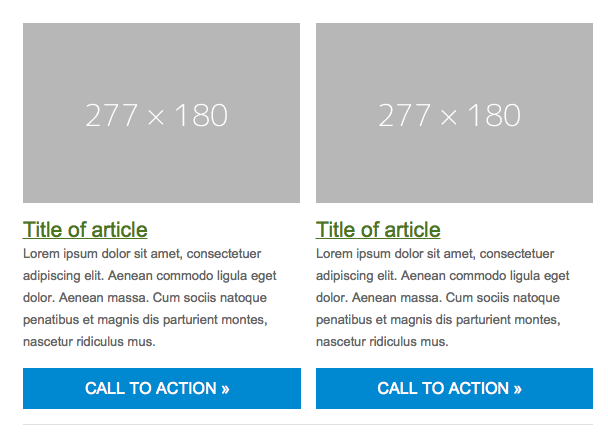 277 × 180
Title of article
Lorem ipsum dolor sit amet, consectetuer
adipiscing elit. Aenean commodo ligula eget
dolor. Aenean massa. Cum sociis natoque
penatibus et magnis dis parturient montes,
nascetur ridiculus mus.
CALL TO ACTION »
277 × 180
Title of article
Lorem ipsum dolor sit amet, consectetuer
adipiscing elit. Aenean commodo ligula eget
dolor. Aenean massa. Cum sociis natoque
penatibus et magnis dis parturient montes,
nascetur ridiculus mus.
CALL TO ACTION »